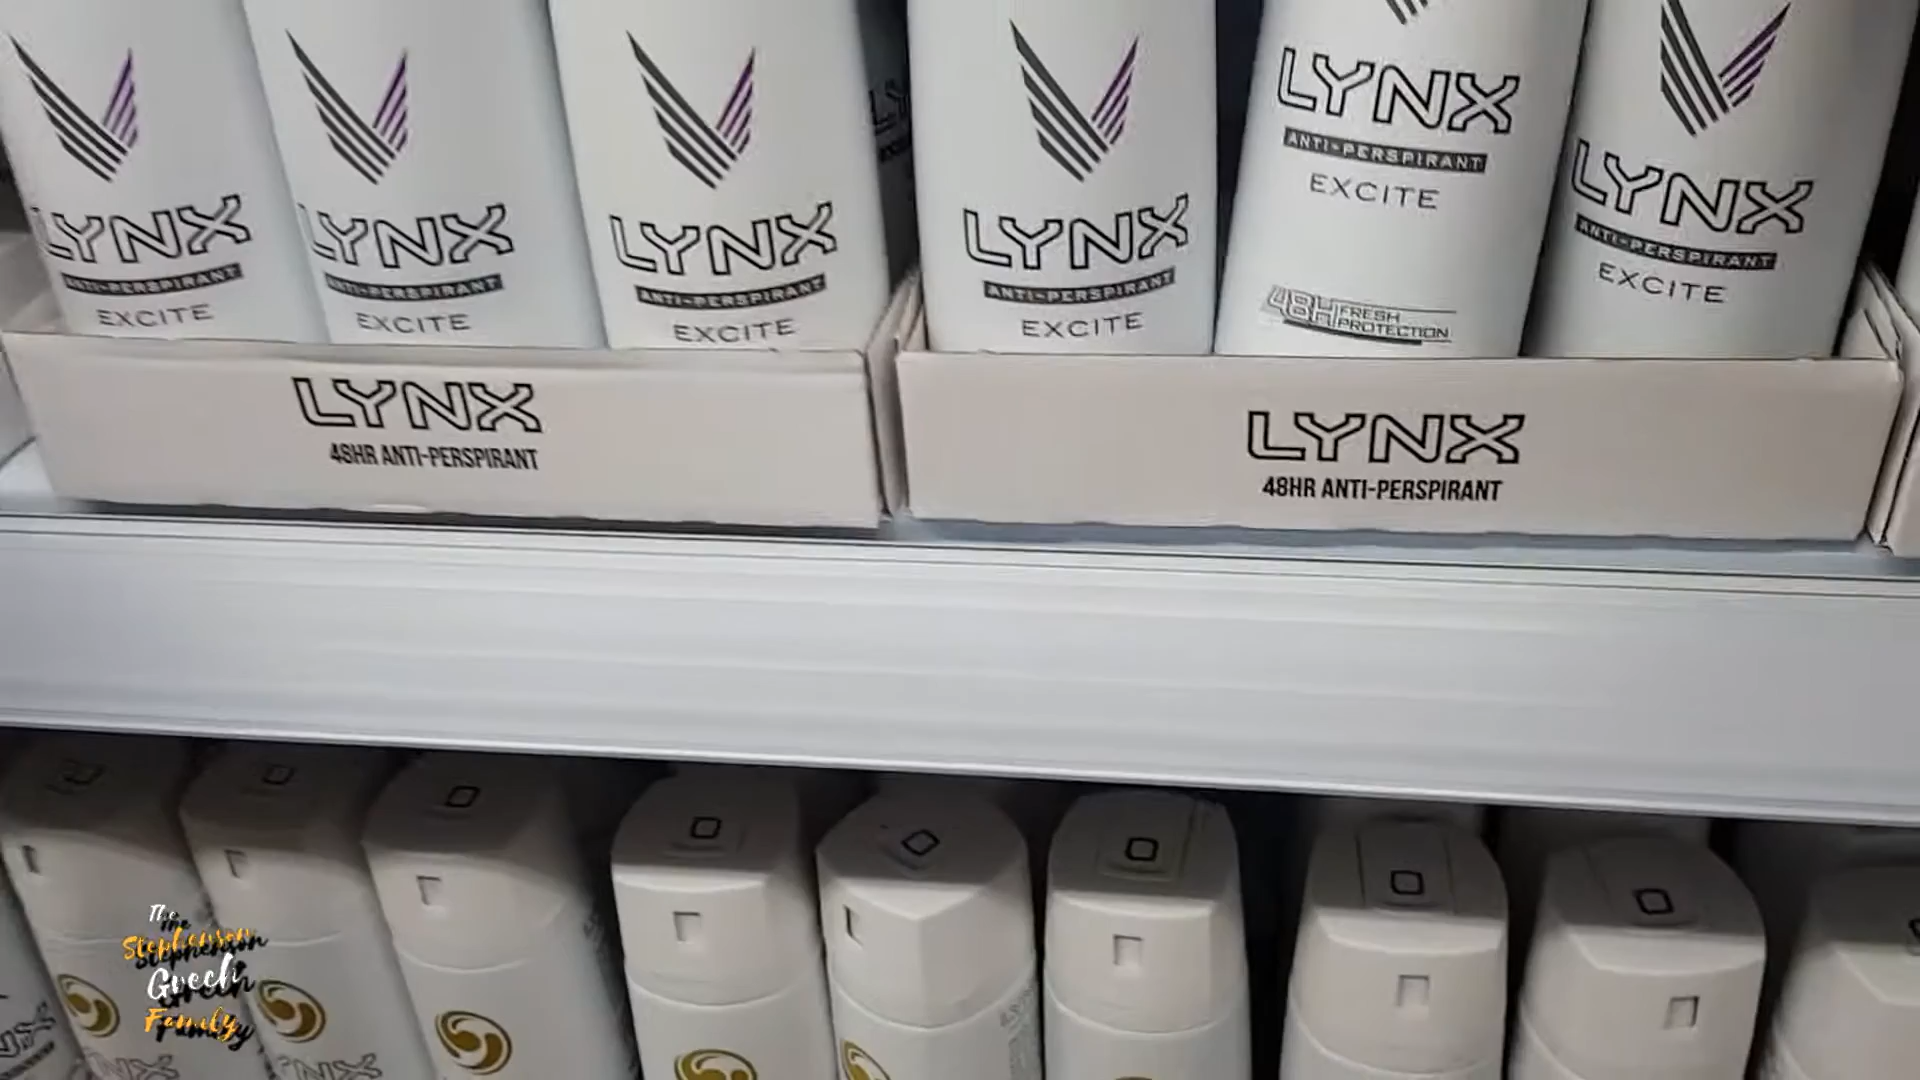 LYNX
ANTI-PERSPIRANT
EXCITE
LYNX
ANTI-PERSPIRANT
EXCITE
LYNX
ANTI-PERSPIRANT
EXCITE
LYNX
ANTI-PERSPIRANT
EXCITE
LYNX
ANTI-PERSPIRANT
EXCITE
48H FRESH
PROTECTION
LYNX
ANTI-PERSPIRANT
EXCITE
LYNX
48HR ANTI-PERSPIRANT
LYNX
48HR ANTI-PERSPIRANT
The
Stephenson
Grech
Family